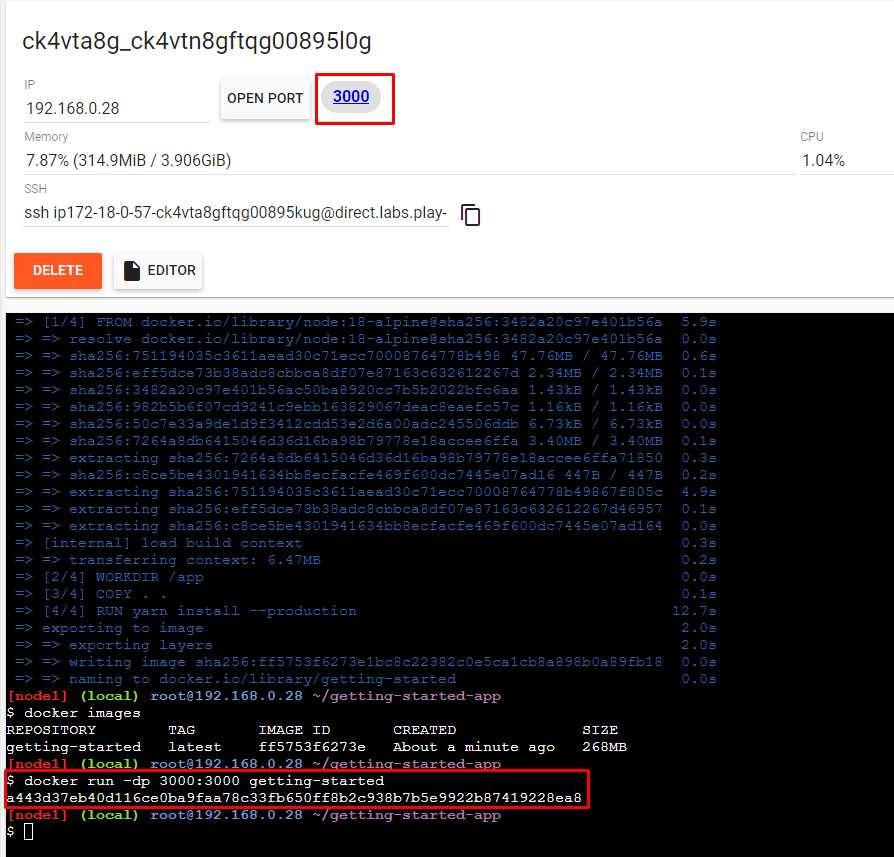 ck4vta8g_ck4vtn8gftqg00895l0g
IP
192.168.0.28
OPEN PORT
3000
Memory
7.87% (314.9MiB / 3.906GiB)
CPU
1.04%
SSH
ssh ip172-18-0-57-ck4vta8gftqg00895kug@direct.labs.play-
DELETE
EDITOR
=> [1/4] FROM docker.io/library/node:18-alpine@sha256:3482a20c97e401b56a 5.9s
=> => resolve docker.io/library/node:18-alpine@sha256:3482a20c97e401b56a 0.0s
=> => sha256:751194035c3611aead30c71ecc70008764778b498 47.76MB / 47.76MB 0.6s
=> => sha256:eff5dce73b38adc8cbbca8df07e87163c632612267d 2.34MB / 2.34MB 0.1s
=> => sha256:3482a20c97e401b56ac50ba8920cc7b5b2022bfc6aa 1.43kB / 1.43kB 0.0s
=> => sha256:982b5b6f07cd9241c9ebb163829067deac8eaefc57c 1.16kB / 1.16kB 0.0s
=> => sha256:50c7e33a9de1d9f3412cdd53e2d6a00adc245506ddb 6.73kB / 6.73kB 0.0s
=> => sha256:7264a8db6415046d36d16ba98b79778e18accee6ffa 3.40MB / 3.40MB 0.1s
=> => extracting sha256:7264a8db6415046d36d16ba98b79778e18accee6ffa71850 0.3s
=> => sha256:c8ce5be4301941634bb8ecfacfe469f600dc7445e07ad16 447B / 447B 0.2s
=> => extracting sha256:751194035c3611aead30c71ecc70008764778b49867f805c 4.9s
=> => extracting sha256:eff5dce73b38adc8cbbca8df07e87163c632612267d46957 0.1s
=> => extracting sha256:c8ce5be4301941634bb8ecfacfe469f600dc7445e07ad164 0.0s
=> [internal] load build context 0.3s
=> => transferring context: 6.47MB 0.2s
=> [2/4] WORKDIR /app 0.0s
=> [3/4] COPY . . 0.1s
=> [4/4] RUN yarn install --production 12.7s
=> exporting to image 2.0s
=> => exporting layers 2.0s
=> => writing image sha256:ff5753f6273e1bc8c22382c0e5ca1cb8a898b0a89fb18 0.0s
=> => naming to docker.io/library/getting-started 0.0s
[node1] (local) root@192.168.0.28 ~/getting-started-app
$ docker images
REPOSITORY TAG IMAGE ID CREATED SIZE
getting-started latest ff5753f6273e About a minute ago 268MB
[node1] (local) root@192.168.0.28 ~/getting-started-app
$ docker run -dp 3000:3000 getting-started
a443d37eb40d116ce0ba9faa78c33fb650ff8b2c938b7b5e9922b87419228ea8
[node1] (local) root@192.168.0.28 ~/getting-started-app
$